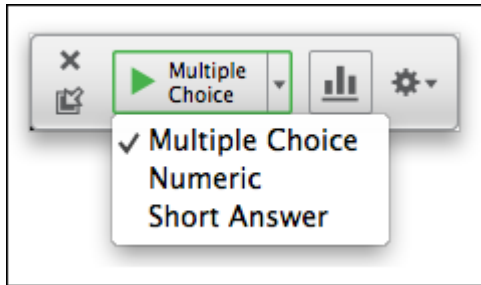 Multiple
Choice
Multiple Choice
Numeric
Short Answer